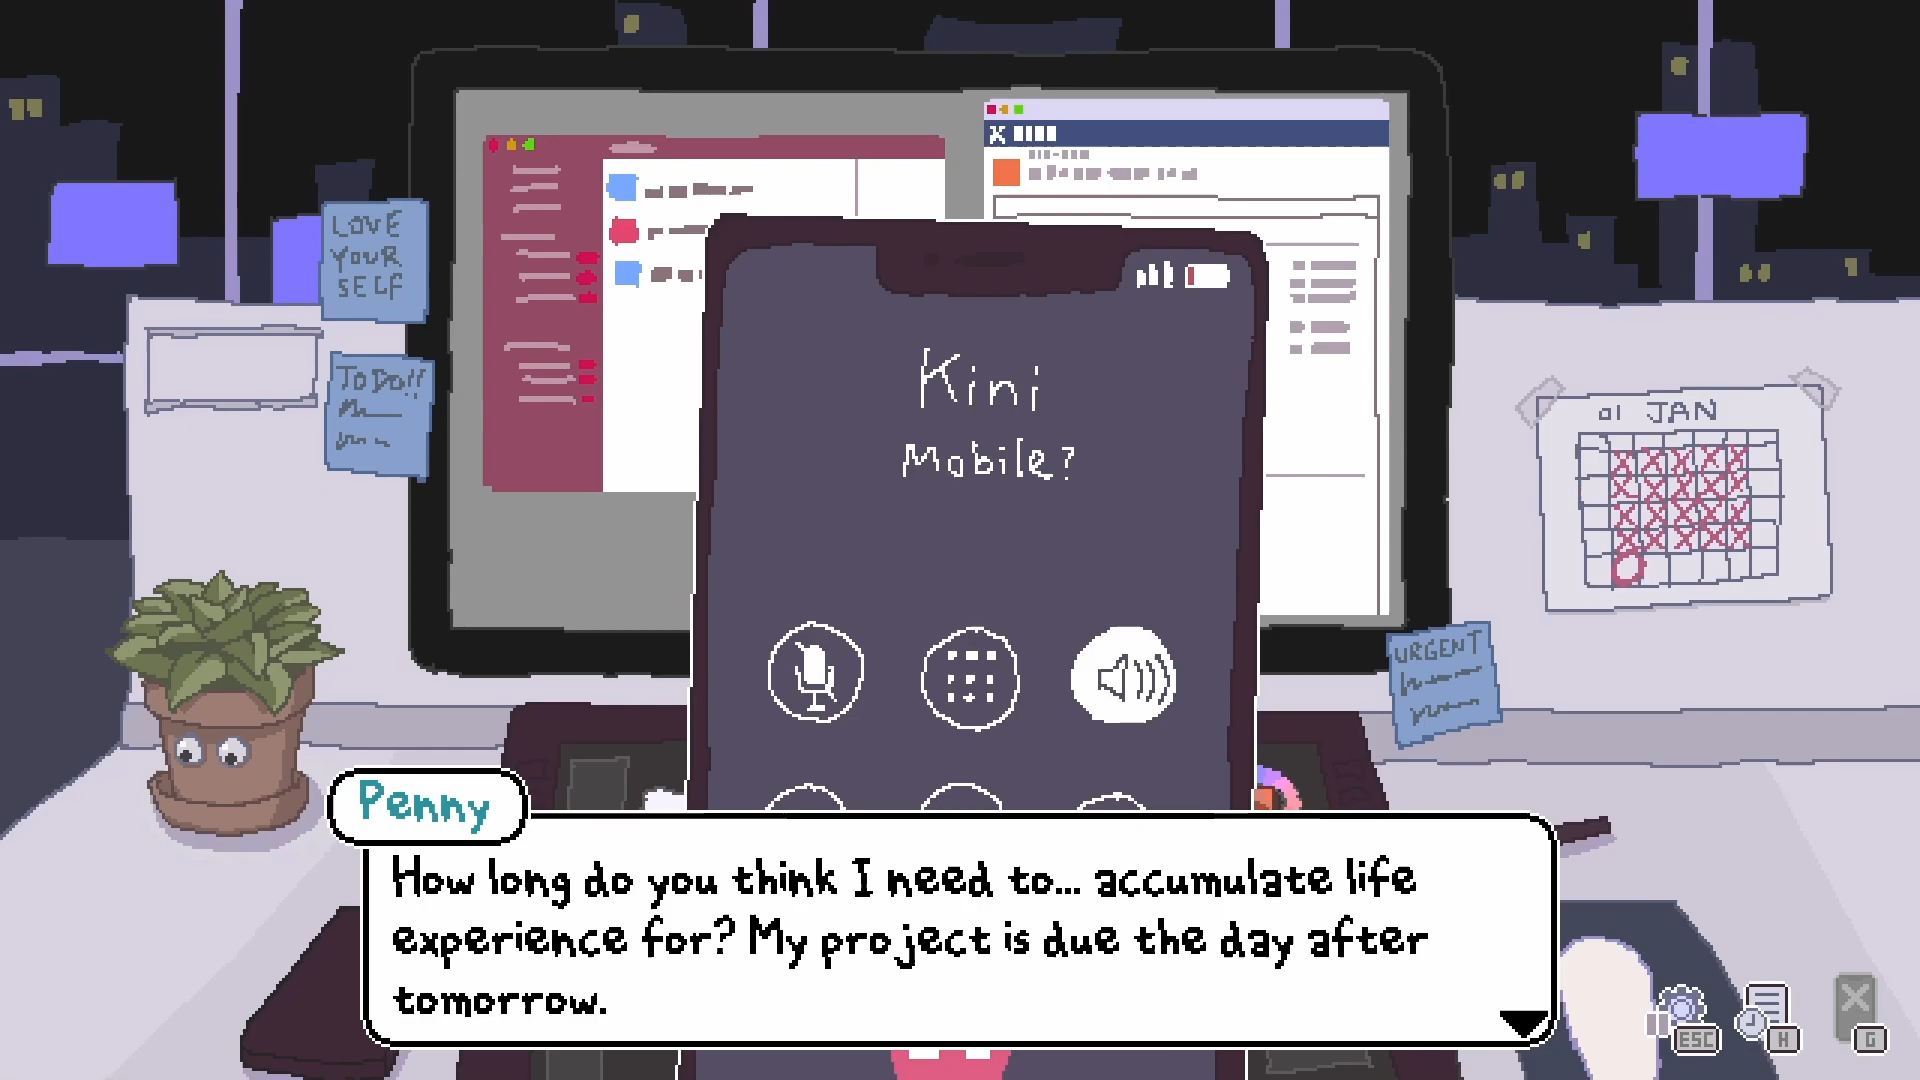 LOVE
YOUR
SELF
TODO!!
Kini
Mobile?
01 JAN
URGENT
Penny
How long do you think I need to... accumulate life
experience for? My project is due the day after
tomorrow.
ESC
H
G